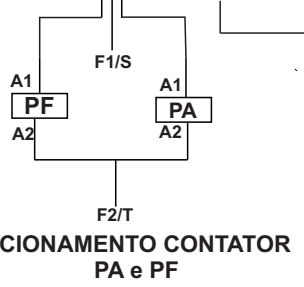 F1/S
A1
A1
PF
PA
A2
A2
F2/T
CIONAMENTO CONTATOR
PA e PF